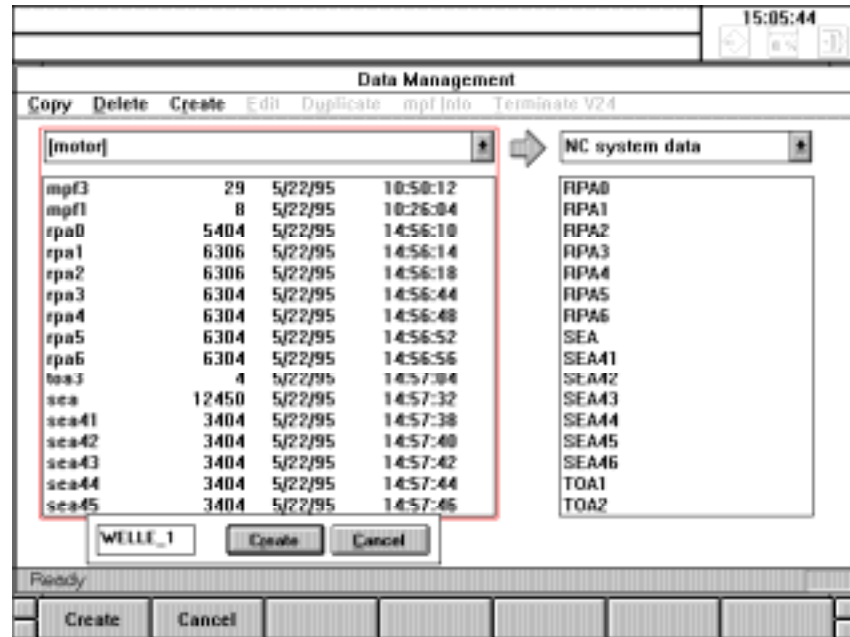 15:05:44
Data Management
Copy Delete Create Edit Duplicate mpf Info Terminate V24
[motor] NC system data
mpf3 29 5/22/95 10:50:12 RPA0
mpf1 8 5/22/95 10:26:04 RPA1
rpa0 5404 5/22/95 14:56:10 RPA2
rpa1 6306 5/22/95 14:56:14 RPA3
rpa2 6306 5/22/95 14:56:18 RPA4
rpa3 6304 5/22/95 14:56:44 RPA5
rpa4 6304 5/22/95 14:56:48 RPA6
rpa5 6304 5/22/95 14:56:52 SEA
rpa6 6304 5/22/95 14:56:56 SEA41
toa3 4 5/22/95 14:57:04 SEA42
sea 12450 5/22/95 14:57:32 SEA43
sea41 3404 5/22/95 14:57:38 SEA44
sea42 3404 5/22/95 14:57:40 SEA45
sea43 3404 5/22/95 14:57:42 SEA46
sea44 3404 5/22/95 14:57:44 TOA1
sea45 3404 5/22/95 14:57:46 TOA2
WELLE_1 Create Cancel
Ready
Create Cancel